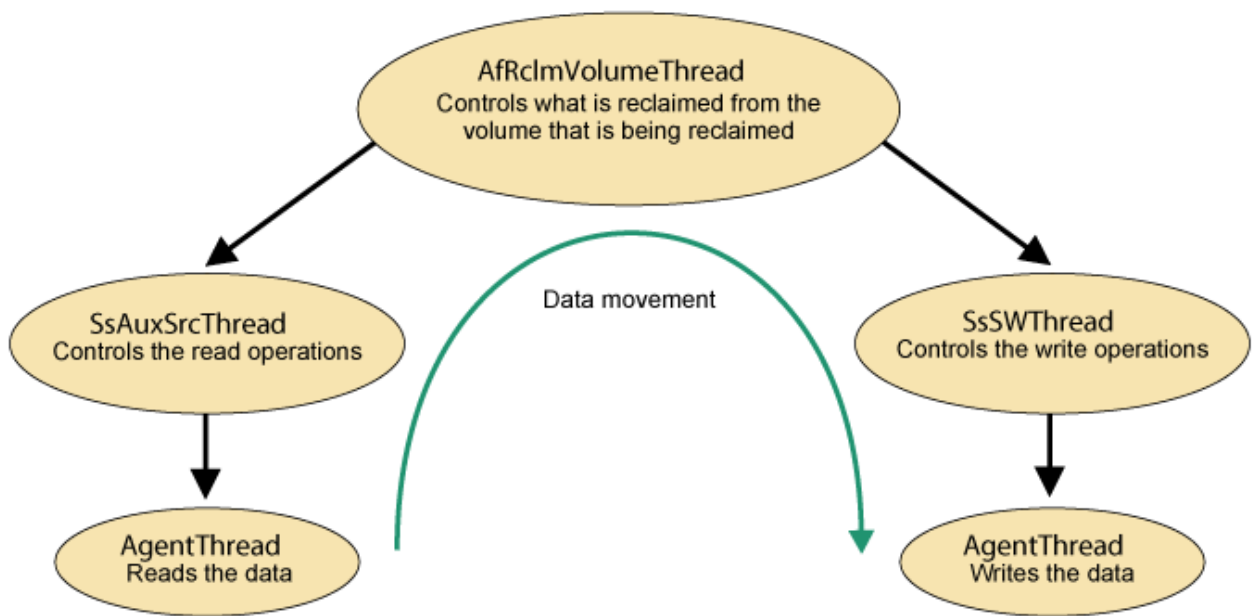 AfRclmVolumeThread
Controls what is reclaimed from the
volume that is being reclaimed
Data movement
SsAuxSrcThread
Controls the read operations
SsSWThread
Controls the write operations
AgentThread
Reads the data
AgentThread
Writes the data